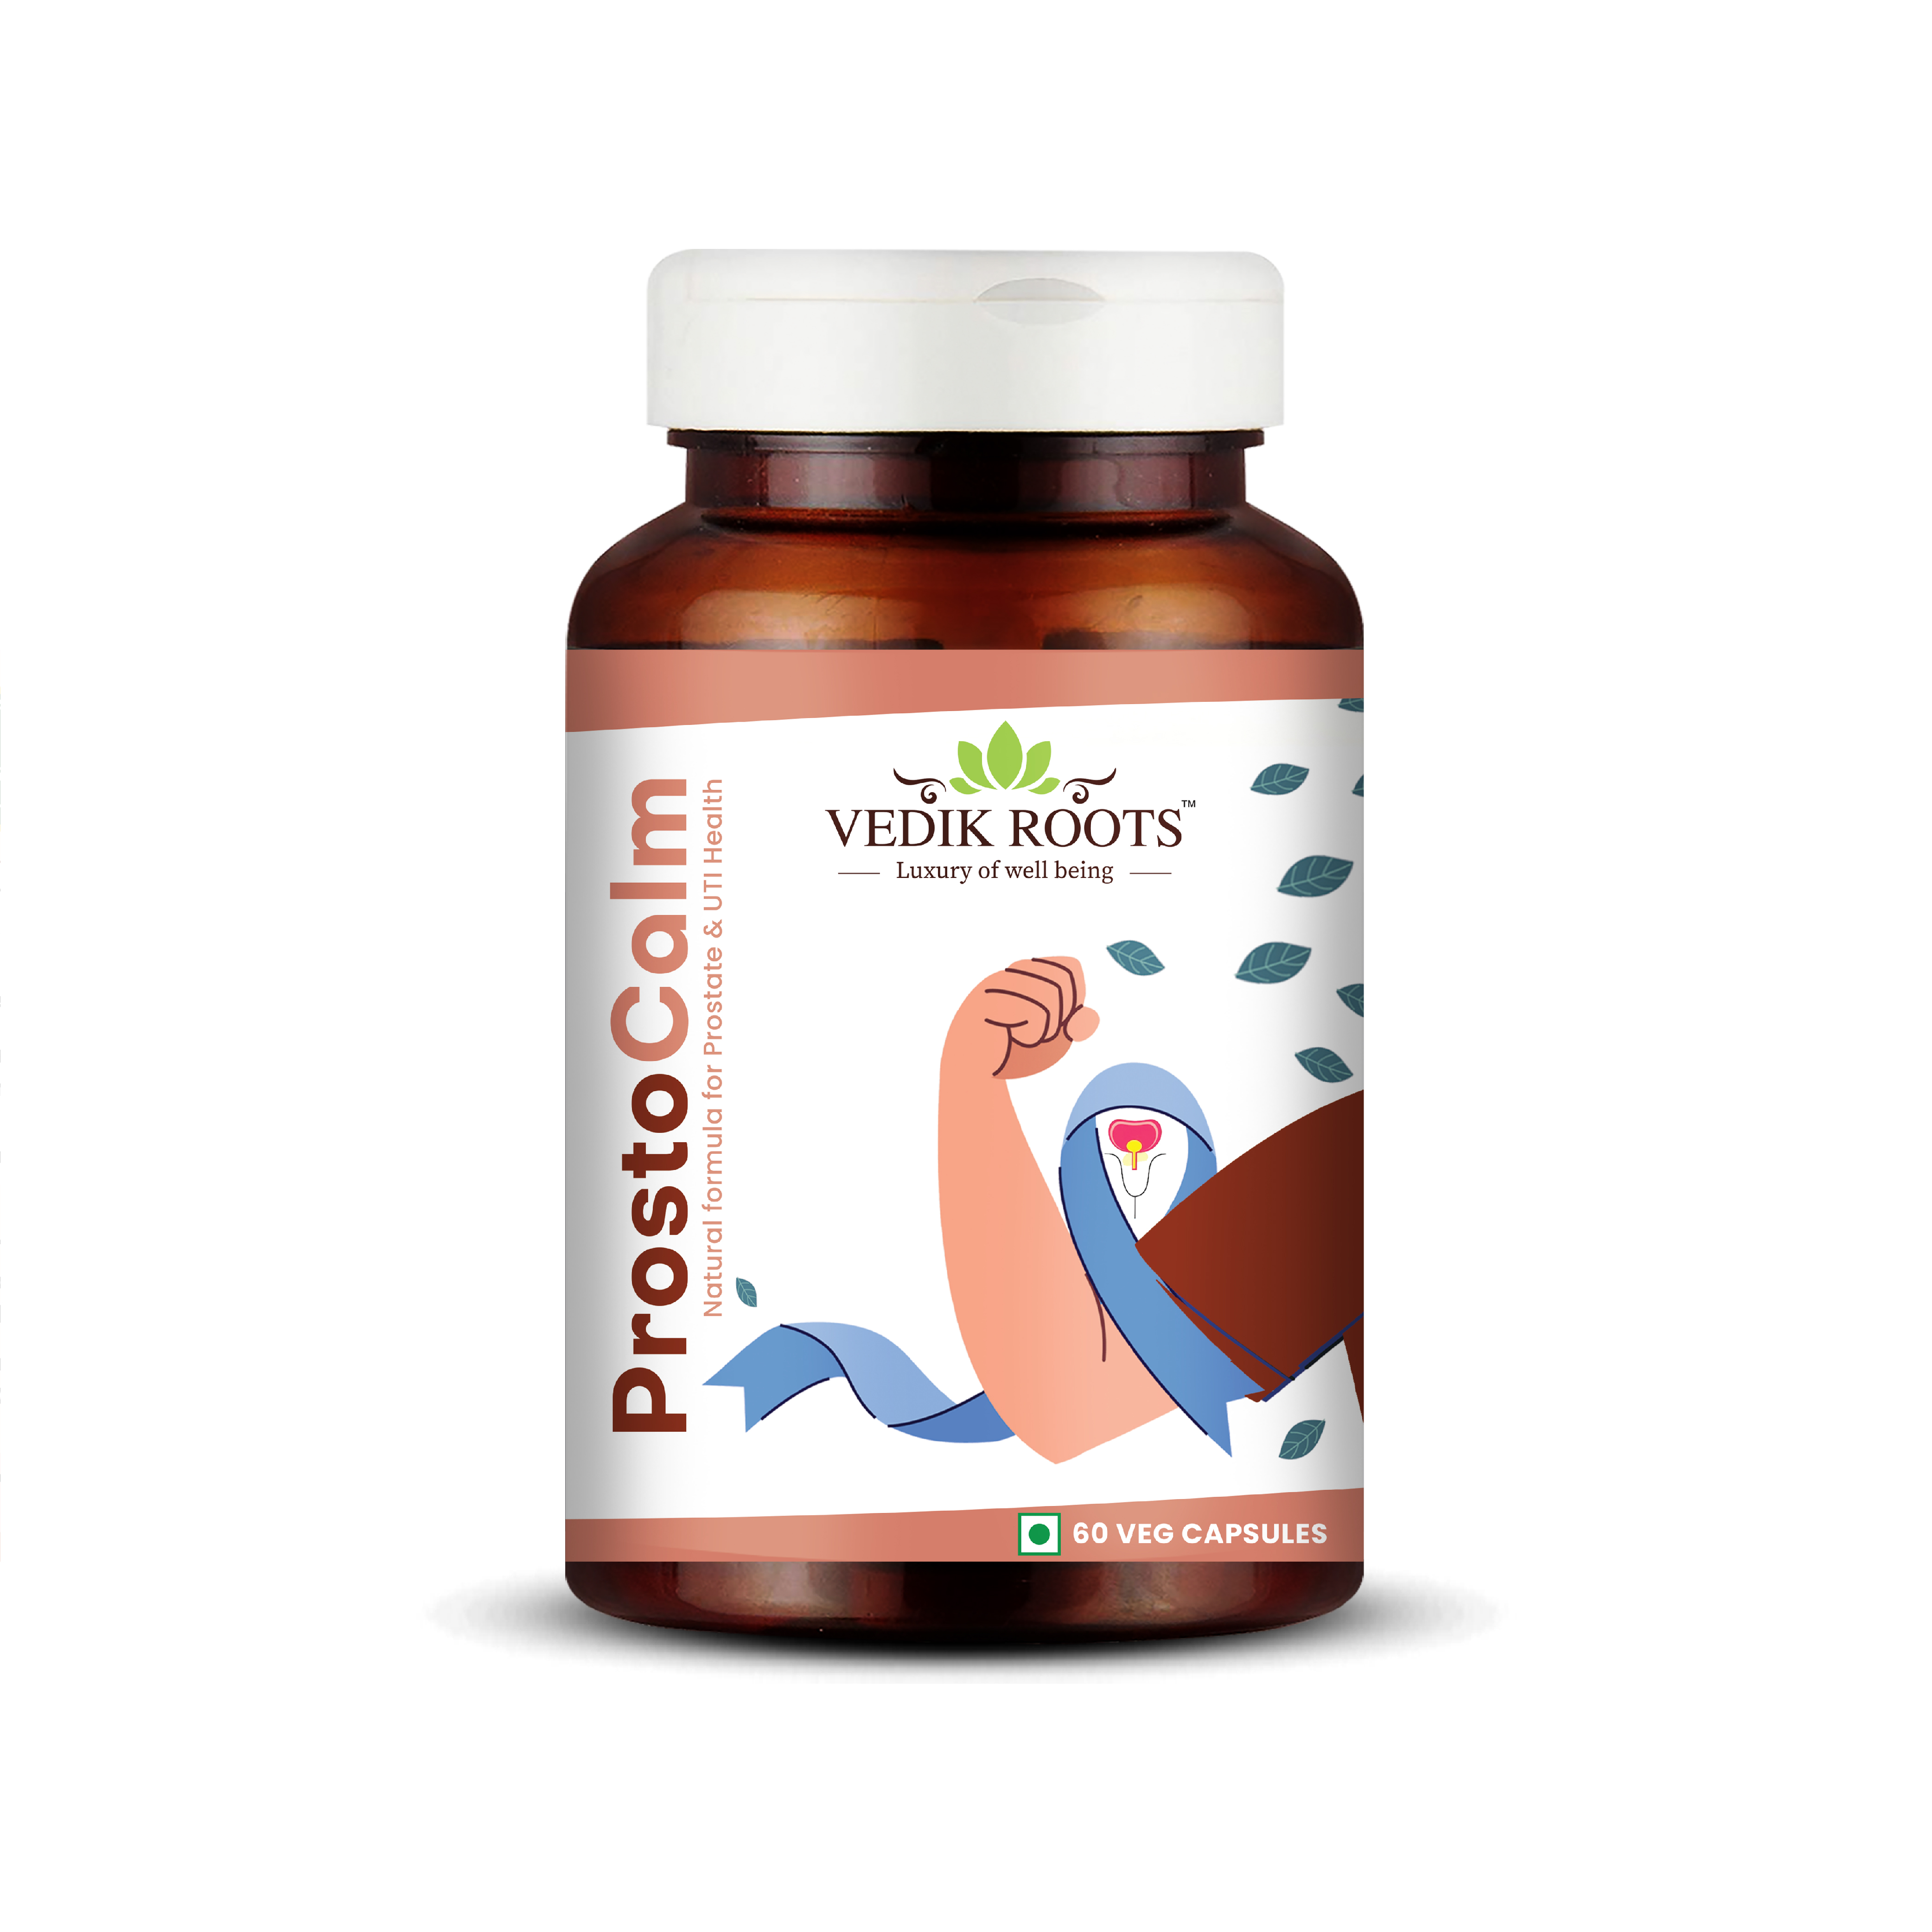 VEDIK ROOTS™
Luxury of well being
ProstoCalm
Natural formula for Prostate & UTI Health
60 VEG CAPSULES